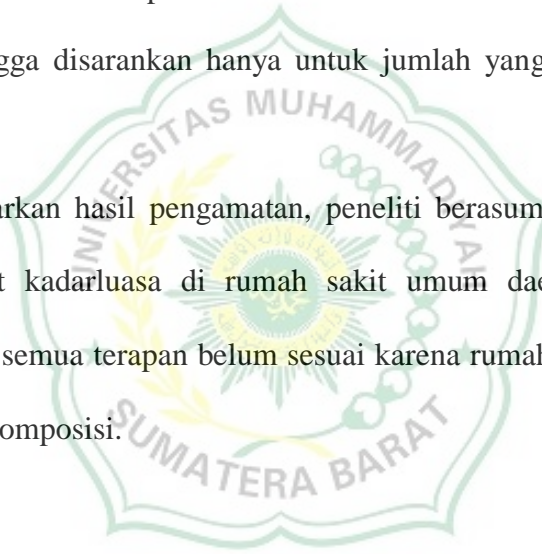 ngga disarankan hanya untuk jumlah yang
arkan hasil pengamatan, peneliti berasum
t kadarluasa di rumah sakit umum dae
semua terapan belum sesuai karena rumah
omposisi.
UNIVERSITAS MUHAMMADIYAH
SUMATERA BARAT